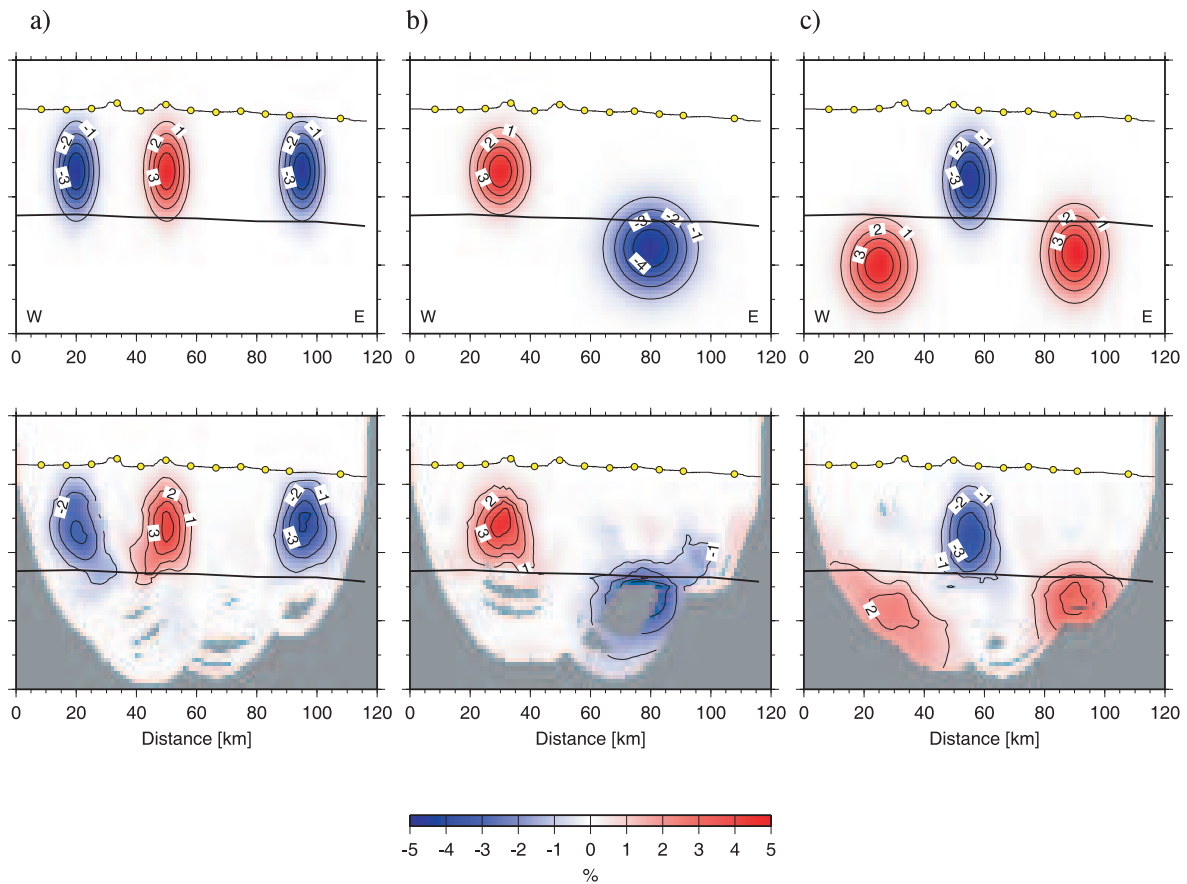 a) b) c)
-2 -1 2 1 -2 -1
-3 3 -3
2 1
3
-3 -2 -1
-4
-2 -1
-3
2 1 2 1
3 3
W E W E
0 20 40 60 80 100 120 0 20 40 60 80 100 120 0 20 40 60 80 100 120
-2 2 1 3 -2 -1 -3
2 3 1 -1
-2 -1 -3 -1 2
0 20 40 60 80 100 120 0 20 40 60 80 100 120 0 20 40 60 80 100 120
Distance [km] Distance [km] Distance [km]
-5 -4 -3 -2 -1 0 1 2 3 4 5
%